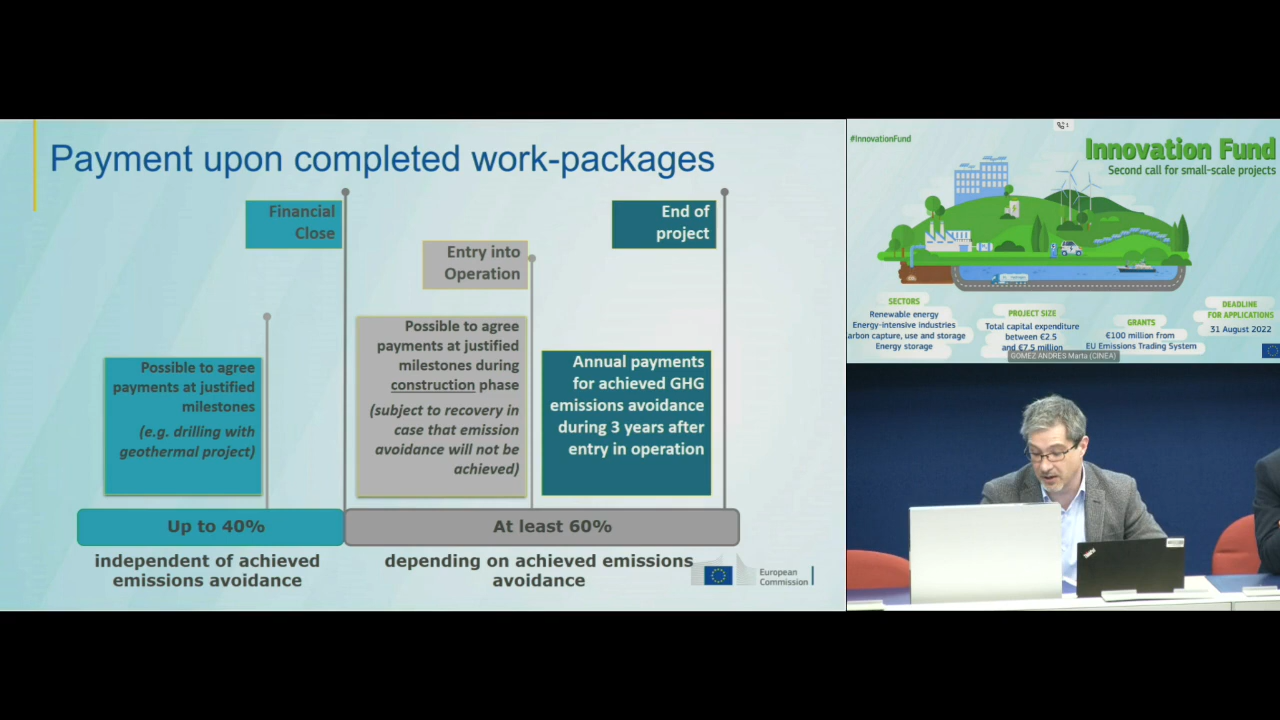 Payment upon completed work-packages
Financial
Close
End of
project
Entry into
Operation
Possible to agree
payments at justified
milestones
(e.g. drilling with
geothermal project)
Possible to agree
payments at justified
milestones during
construction phase
(subject to recovery in
case that emission
avoidance will not be
achieved)
Annual payments
for achieved GHG
emissions avoidance
during 3 years after
entry in operation
Up to 40%
At least 60%
independent of achieved
emissions avoidance
depending on achieved emissions
avoidance
European
Commission
#InnovationFund
Innovation Fund
Second call for small-scale projects
SECTORS
Renewable energy
Energy-intensive industries
arbon capture, use and storage
Energy storage
PROJECT SIZE
Total capital expenditure
between €2.5
and €7.5 million
GRANTS
€100 million from
EU Emissions Trading System
DEADLINE
FOR APPLICATIONS
31 August 2022
GOMEZ ANDRES Marta (CINEA)